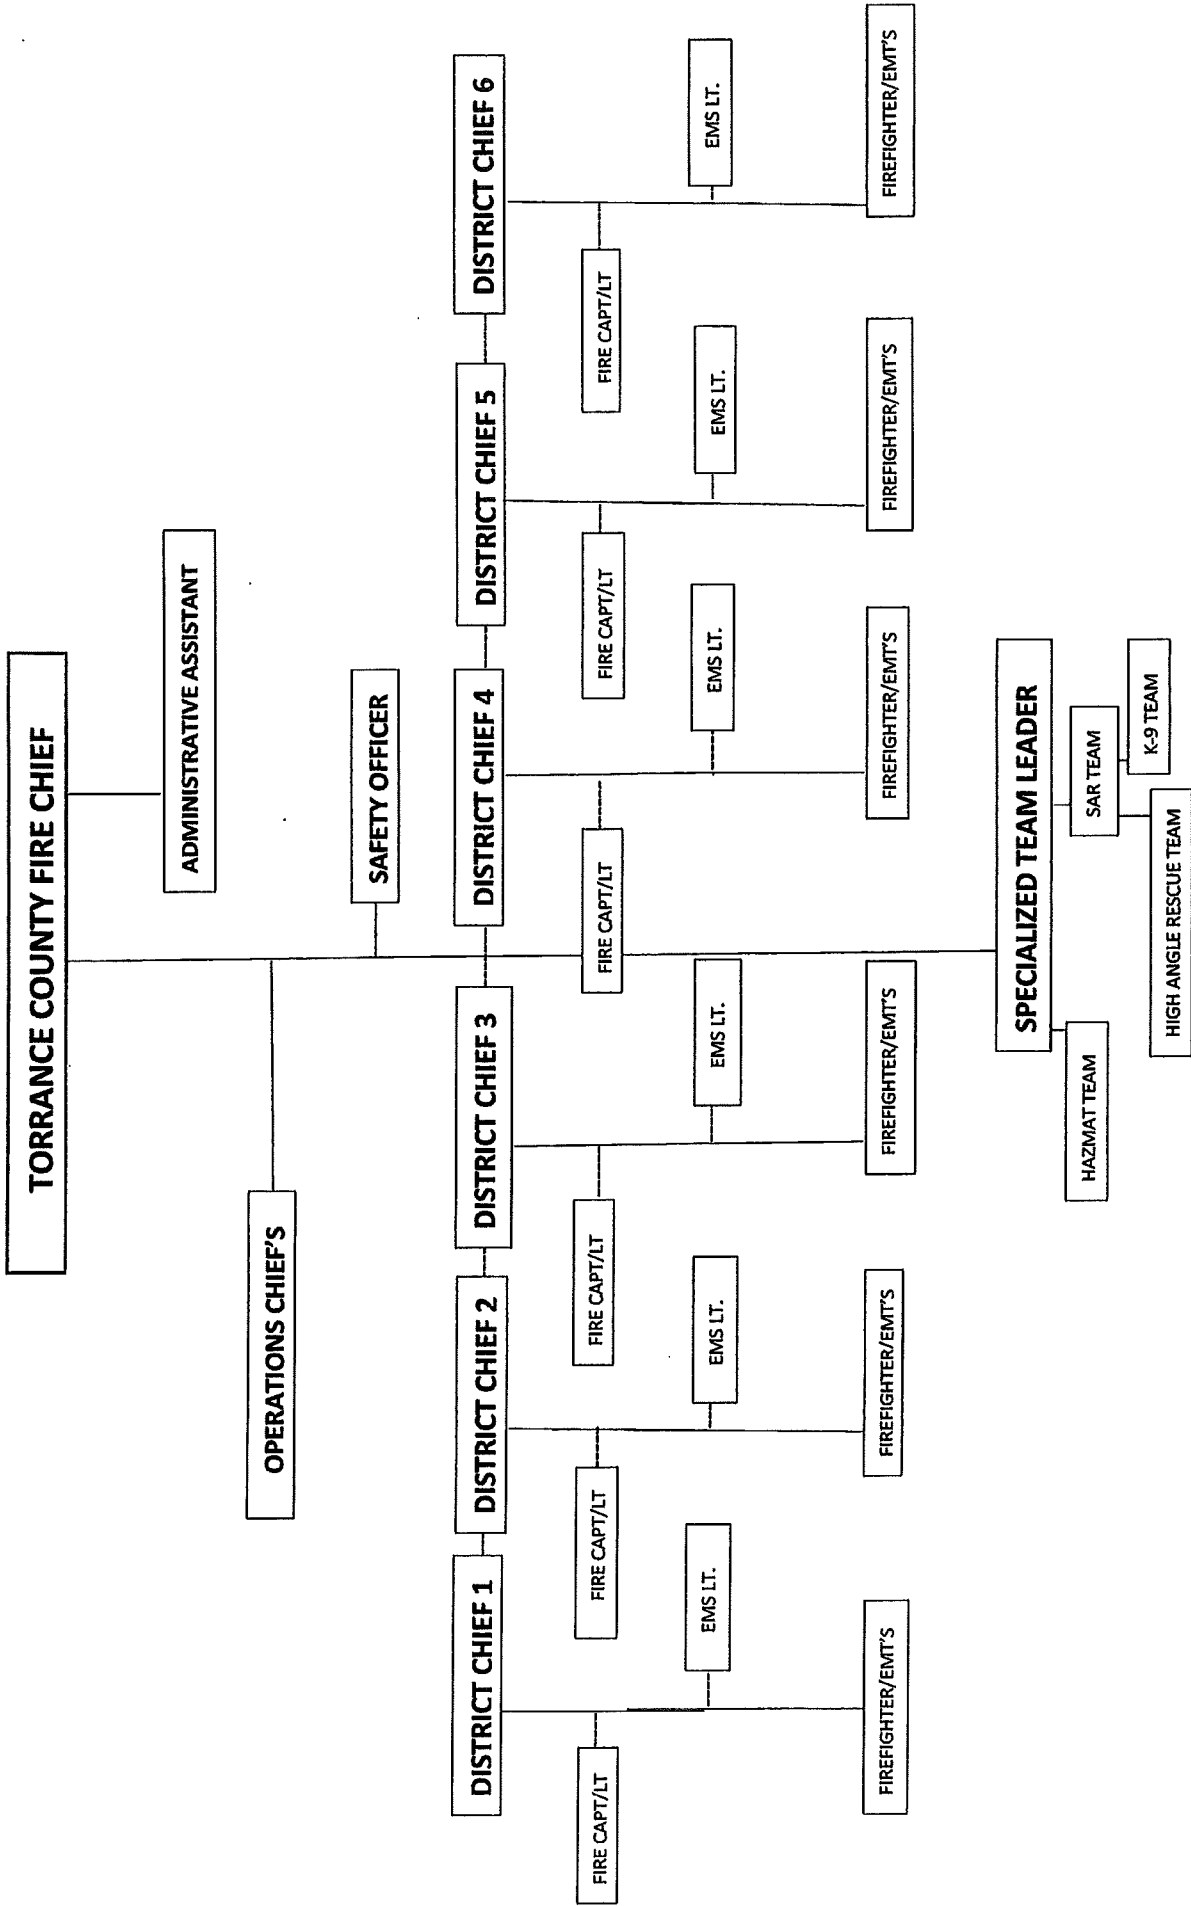 TORRANCE COUNTY FIRE CHIEF
ADMINISTRATIVE ASSISTANT
OPERATIONS CHIEF'S
SAFETY OFFICER
DISTRICT CHIEF 1
DISTRICT CHIEF 2
DISTRICT CHIEF 3
DISTRICT CHIEF 4
DISTRICT CHIEF 5
DISTRICT CHIEF 6
FIRE CAPT/LT
FIRE CAPT/LT
FIRE CAPT/LT
FIRE CAPT/LT
FIRE CAPT/LT
FIRE CAPT/LT
EMS LT.
EMS LT.
EMS LT.
EMS LT.
EMS LT.
EMS LT.
FIREFIGHTER/EMT'S
FIREFIGHTER/EMT'S
FIREFIGHTER/EMT'S
FIREFIGHTER/EMT'S
FIREFIGHTER/EMT'S
FIREFIGHTER/EMT'S
SPECIALIZED TEAM LEADER
HAZMAT TEAM
SAR TEAM
K-9 TEAM
HIGH ANGLE RESCUE TEAM